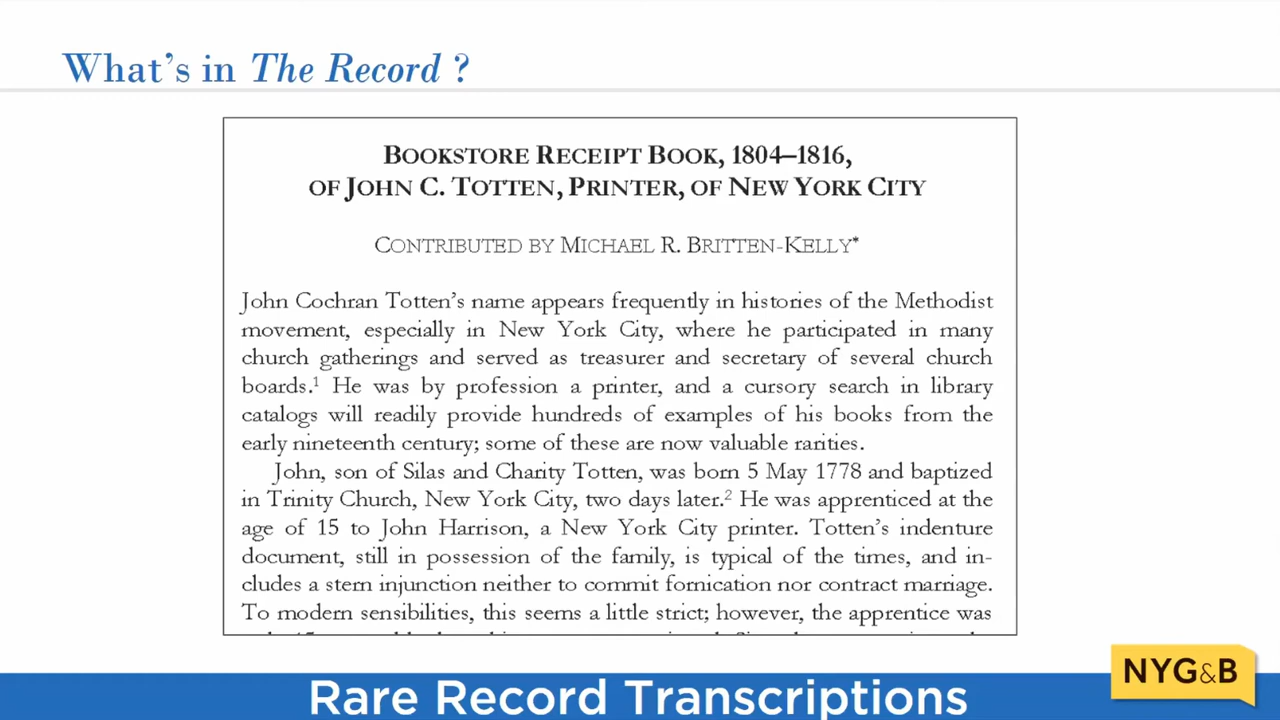 What's in The Record ?
BOOKSTORE RECEIPT BOOK, 1804–1816,
OF JOHN C. TOTTEN, PRINTER, OF NEW YORK CITY
CONTRIBUTED BY MICHAEL R. BRITTEN-KELLY*
John Cochran Totten's name appears frequently in histories of the Methodist
movement, especially in New York City, where he participated in many
church gatherings and served as treasurer and secretary of several church
boards.¹ He was by profession a printer, and a cursory search in library
catalogs will readily provide hundreds of examples of his books from the
early nineteenth century; some of these are now valuable rarities.
John, son of Silas and Charity Totten, was born 5 May 1778 and baptized
in Trinity Church, New York City, two days later.² He was apprenticed at the
age of 15 to John Harrison, a New York City printer. Totten's indenture
document, still in possession of the family, is typical of the times, and in-
cludes a stern injunction neither to commit fornication nor contract marriage.
To modern sensibilities, this seems a little strict; however, the apprentice was
NYG&B
Rare Record Transcriptions